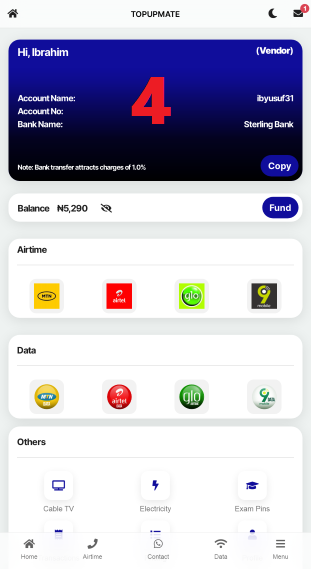 TOPUPMATE
1
Hi, Ibrahim
(Vendor)
4
Account Name:
ibyusuf31
Account No:
Bank Name:
Sterling Bank
Note: Bank transfer attracts charges of 1.0%
Copy
Balance ₦5,290
Fund
Airtime
MTN
airtel
glo
9
mobile
Data
MTN
airtel
glo
9
Others
Cable TV
Electricity
Exam Pins
Home
Airtime
Contact
Data
Menu